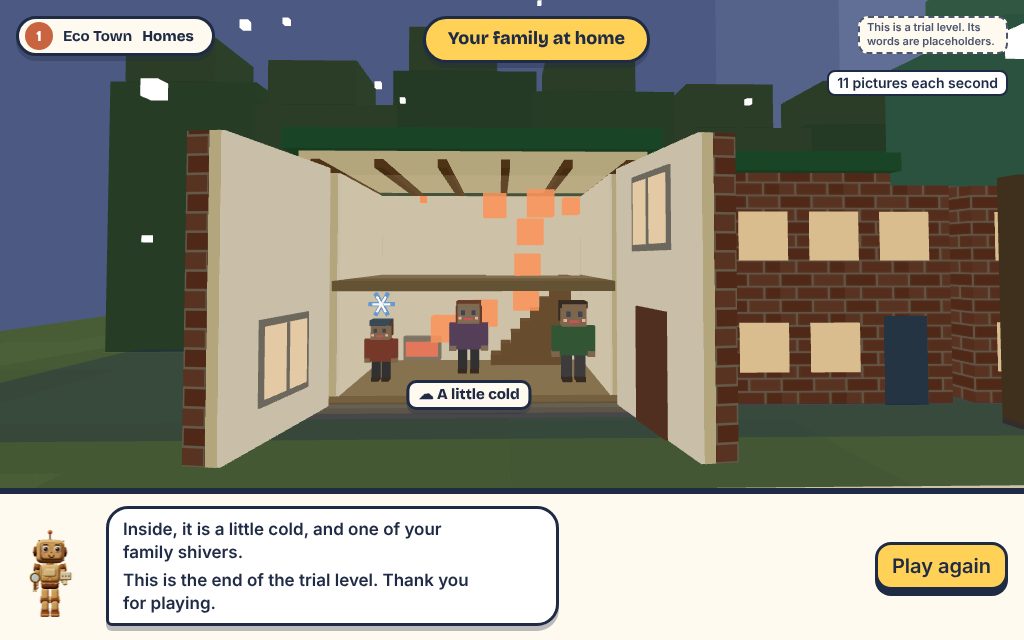 1 Eco Town Homes
Your family at home
This is a trial level. Its
words are placeholders.
11 pictures each second
☁ A little cold
Inside, it is a little cold, and one of your
family shivers.
This is the end of the trial level. Thank you
for playing.
Play again